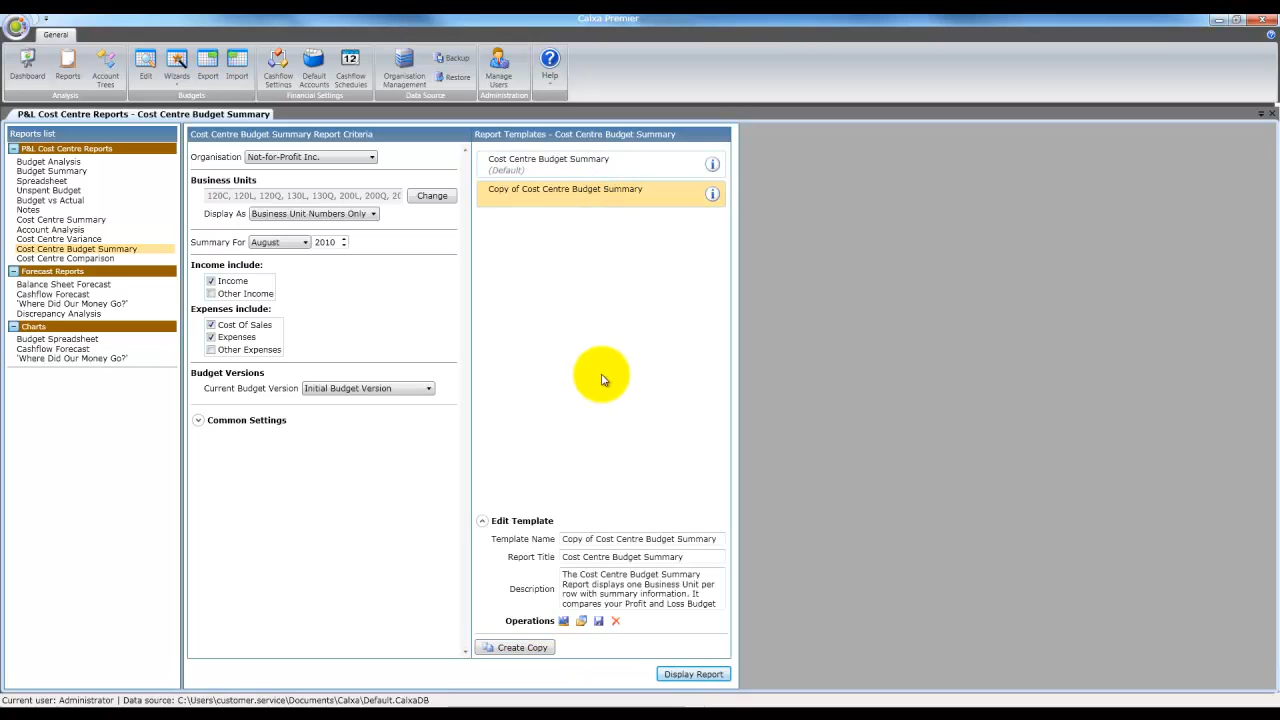 Calxa Premier
General
Dashboard
Reports
Account Trees
Analysis
Edit
Wizards
Export
Import
Budgets
Cashflow Settings
Default Accounts
12
Cashflow Schedules
Financial Settings
Organisation Management
Backup
Restore
Data Source
Manage Users
Administration
Help
P&L Cost Centre Reports - Cost Centre Budget Summary
Reports list
P&L Cost Centre Reports
Budget Analysis
Budget Summary
Spreadsheet
Unspent Budget
Budget vs Actual
Notes
Cost Centre Summary
Account Analysis
Cost Centre Variance
Cost Centre Budget Summary
Cost Centre Comparison
Forecast Reports
Balance Sheet Forecast
Cashflow Forecast
'Where Did Our Money Go?'
Discrepancy Analysis
Charts
Budget Spreadsheet
Cashflow Forecast
'Where Did Our Money Go?'
Cost Centre Budget Summary Report Criteria
Organisation Not-for-Profit Inc.
Business Units
120C, 120L, 120Q, 130L, 130Q, 200L, 200Q, 20 Change
Display As Business Unit Numbers Only
Summary For August 2010
Income include:
Income
Other Income
Expenses include:
Cost Of Sales
Expenses
Other Expenses
Budget Versions
Current Budget Version Initial Budget Version
Common Settings
Report Templates - Cost Centre Budget Summary
Cost Centre Budget Summary
(Default)
Copy of Cost Centre Budget Summary
Edit Template
Template Name Copy of Cost Centre Budget Summary
Report Title Cost Centre Budget Summary
Description The Cost Centre Budget Summary
Report displays one Business Unit per
row with summary information. It
compares your Profit and Loss Budget
Operations
Create Copy
Display Report
Current user: Administrator | Data source: C:\Users\customer.service\Documents\Calxa\Default.CalxaDB